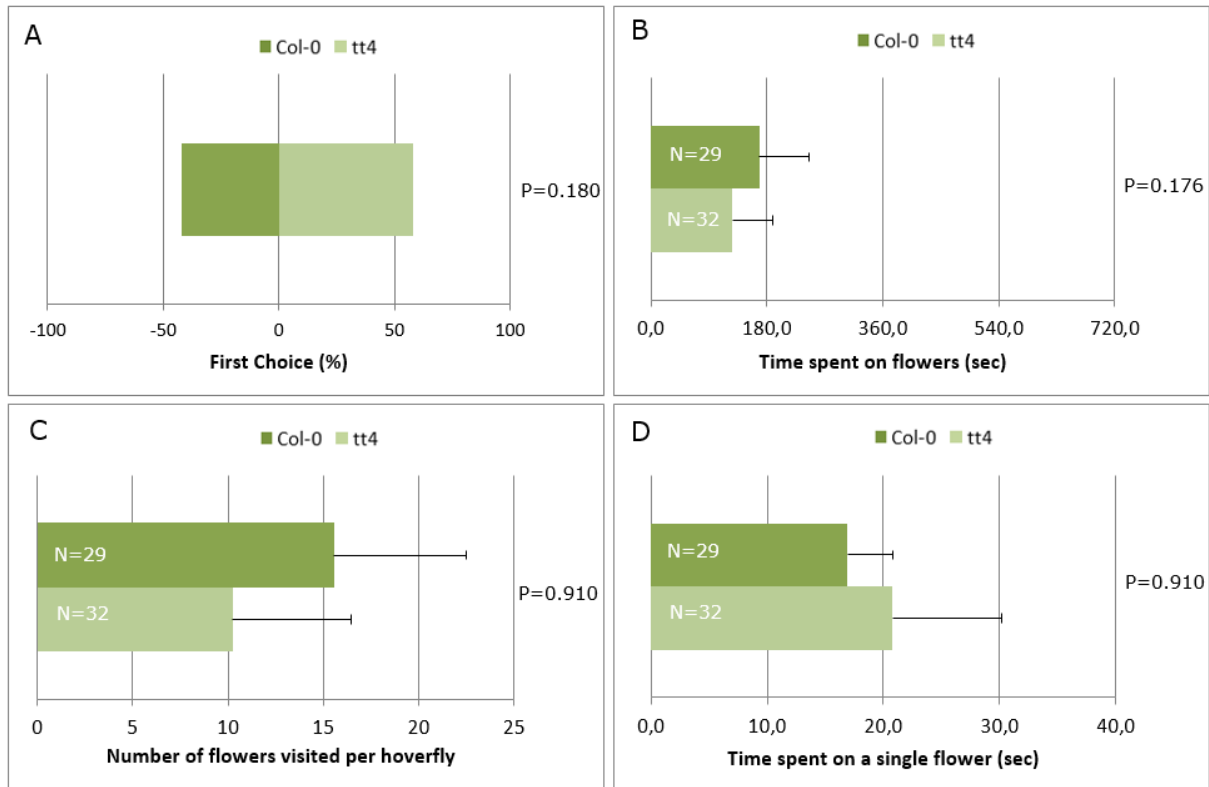 A
Col-0 tt4
P=0.180
-100 -50 0 50 100
First Choice (%)
B
Col-0 tt4
N=29
N=32
P=0.176
0,0 180,0 360,0 540,0 720,0
Time spent on flowers (sec)
C
Col-0 tt4
N=29
N=32
P=0.910
0 5 10 15 20 25
Number of flowers visited per hoverfly
D
Col-0 tt4
N=29
N=32
P=0.910
0,0 10,0 20,0 30,0 40,0
Time spent on a single flower (sec)